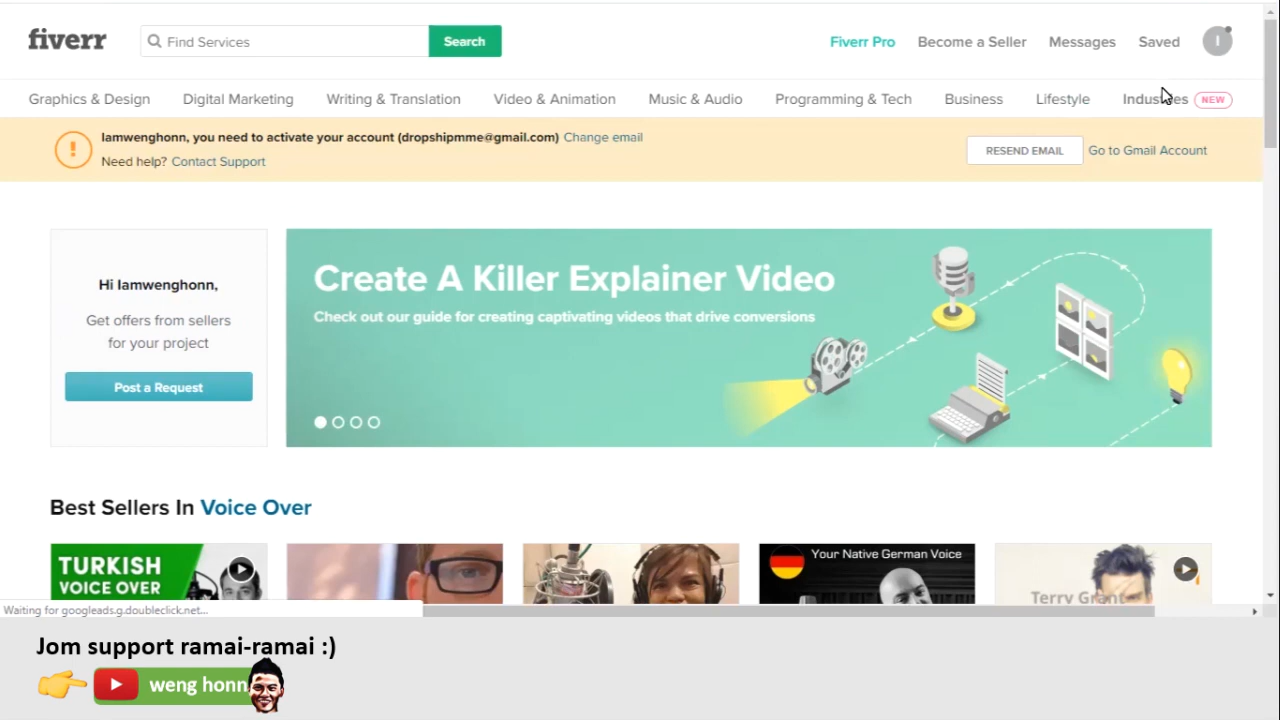 fiverr
Find Services
Search
Fiverr Pro
Become a Seller
Messages
Saved
I
Graphics & Design
Digital Marketing
Writing & Translation
Video & Animation
Music & Audio
Programming & Tech
Business
Lifestyle
Industries
NEW
Iamwenghonn, you need to activate your account (dropshipmme@gmail.com) Change email
Need help? Contact Support
RESEND EMAIL
Go to Gmail Account
Hi Iamwenghonn,
Get offers from sellers
for your project
Post a Request
Create A Killer Explainer Video
Check out our guide for creating captivating videos that drive conversions
Best Sellers In Voice Over
TURKISH
VOICE OVER
Your Native German Voice
Terry Grant
Waiting for googleads.g.doubleclick.net...
Jom support ramai-ramai :)
weng honn